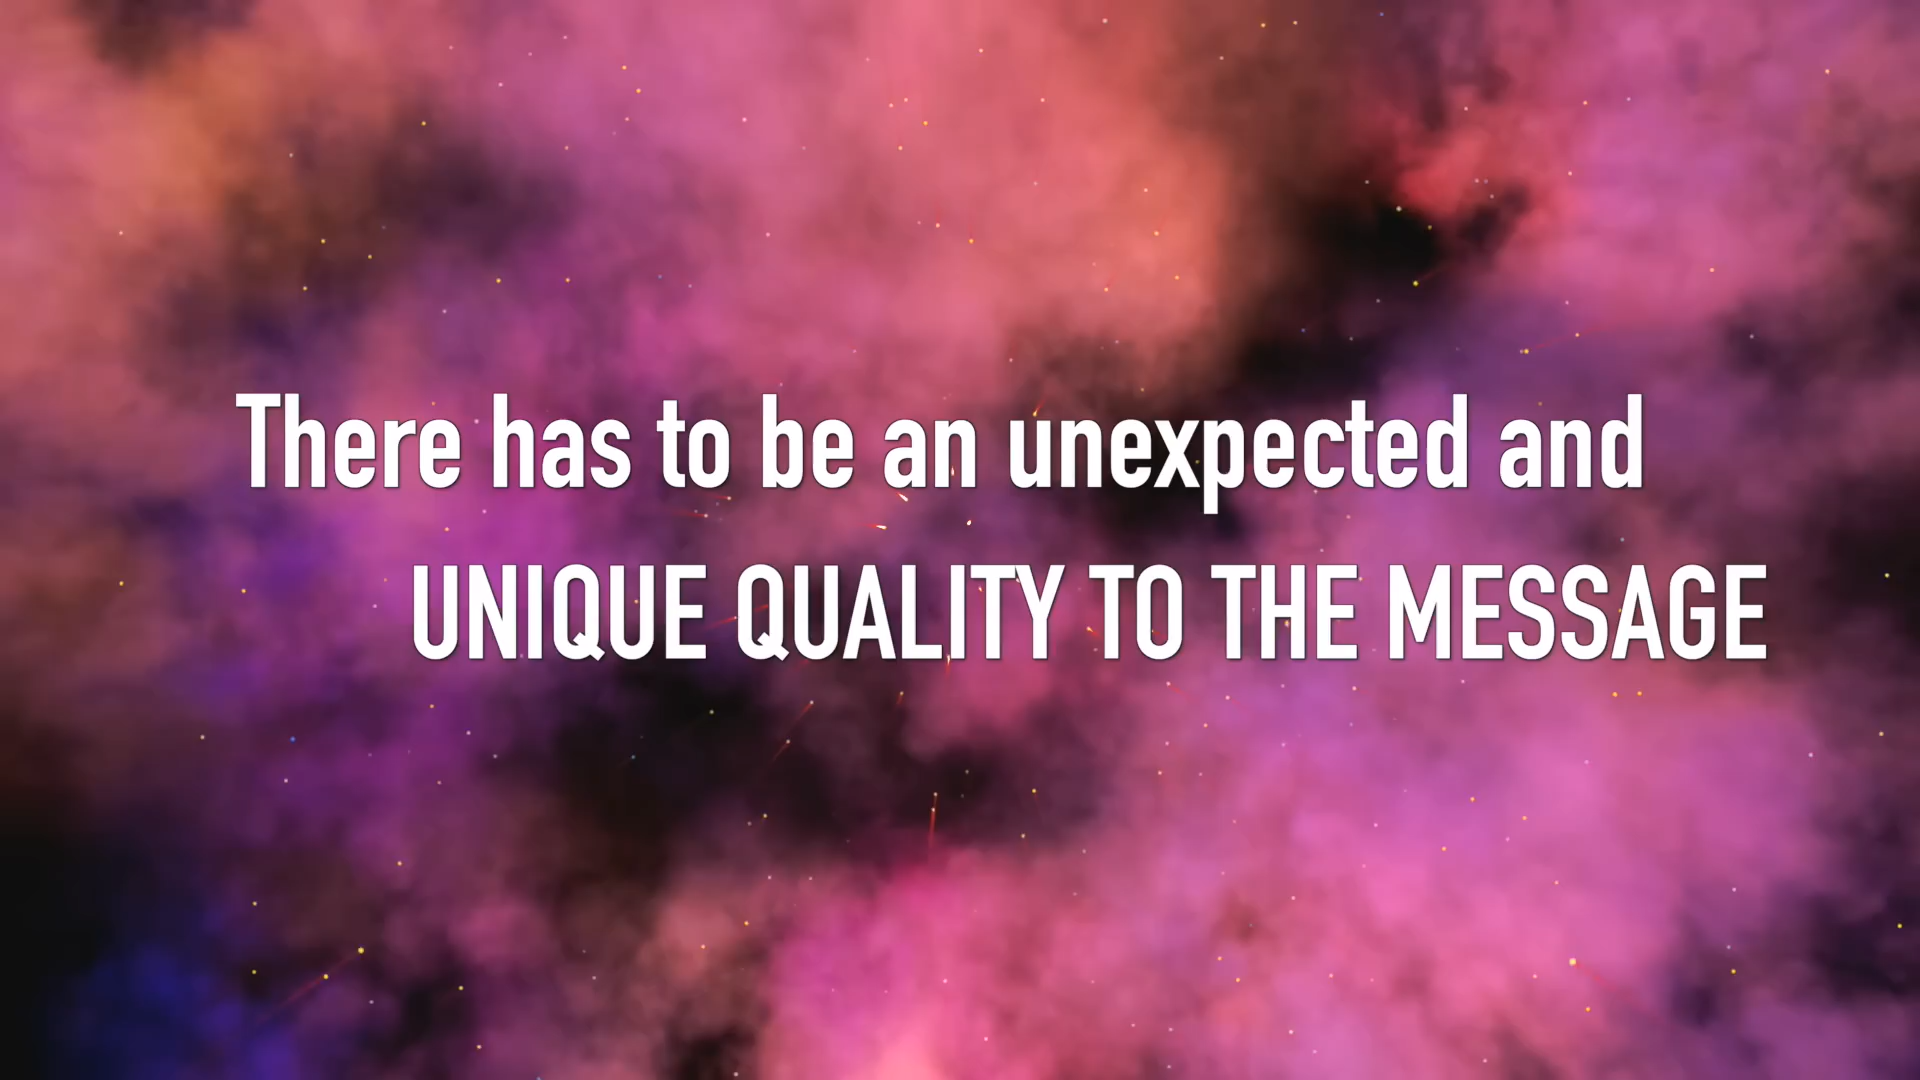 There has to be an unexpected and
UNIQUE QUALITY TO THE MESSAGE